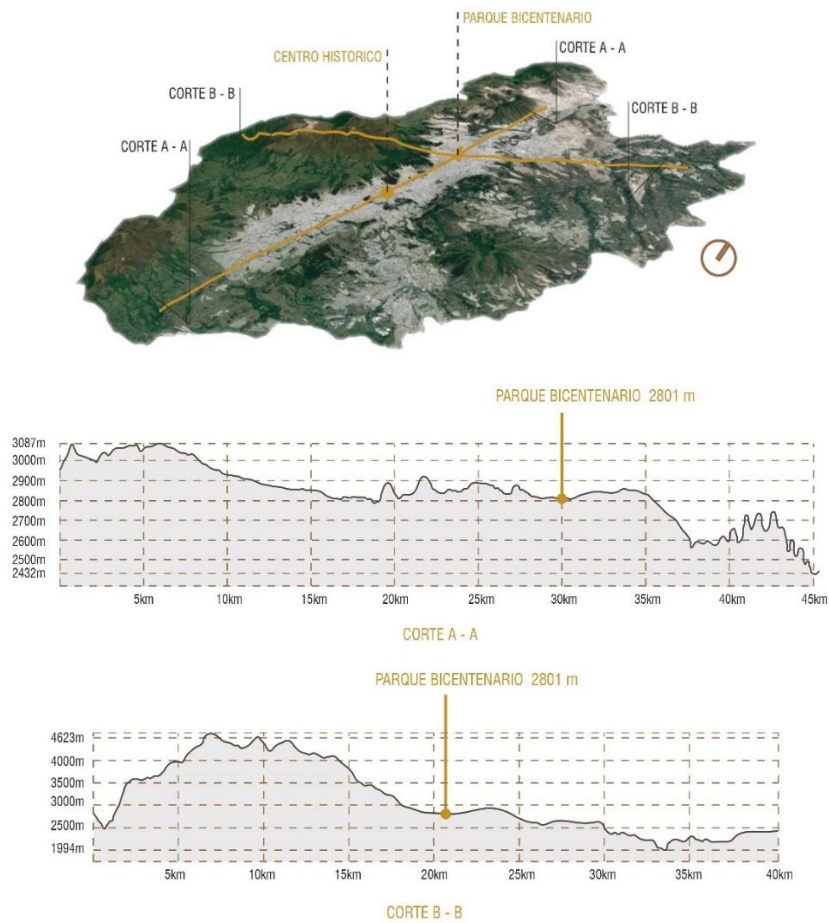 PARQUE BICENTENARIO
CORTE A - A
CENTRO HISTORICO
CORTE B - B
CORTE B - B
CORTE A - A
PARQUE BICENTENARIO 2801 m
3087m
3000m
2900m
2800m
2700m
2600m
2500m
2432m
5km 10km 15km 20km 25km 30km 35km 40km 45km
CORTE A - A
PARQUE BICENTENARIO 2801 m
4623m
4000m
3500m
3000m
2500m
1994m
5km 10km 15km 20km 25km 30km 35km 40km
CORTE B - B